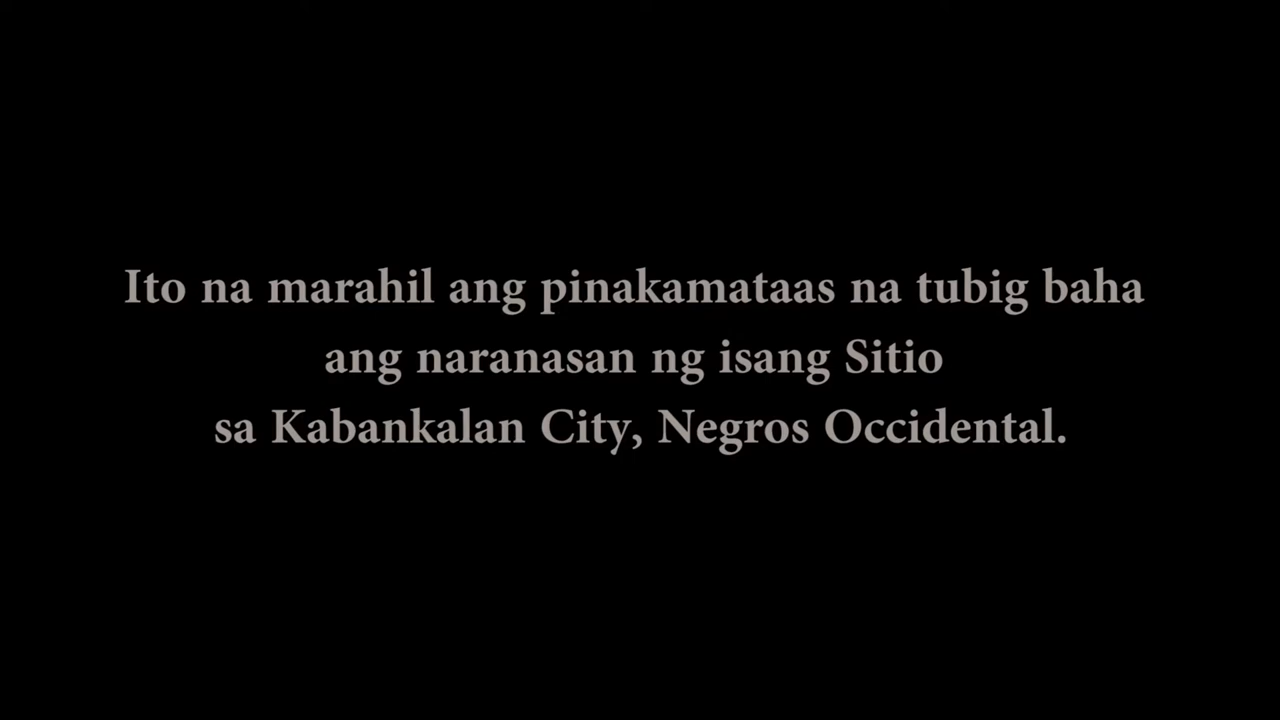 Ito na marahil ang pinakamataas na tubig baha
ang naranasan ng isang Sitio
sa Kabankalan City, Negros Occidental.